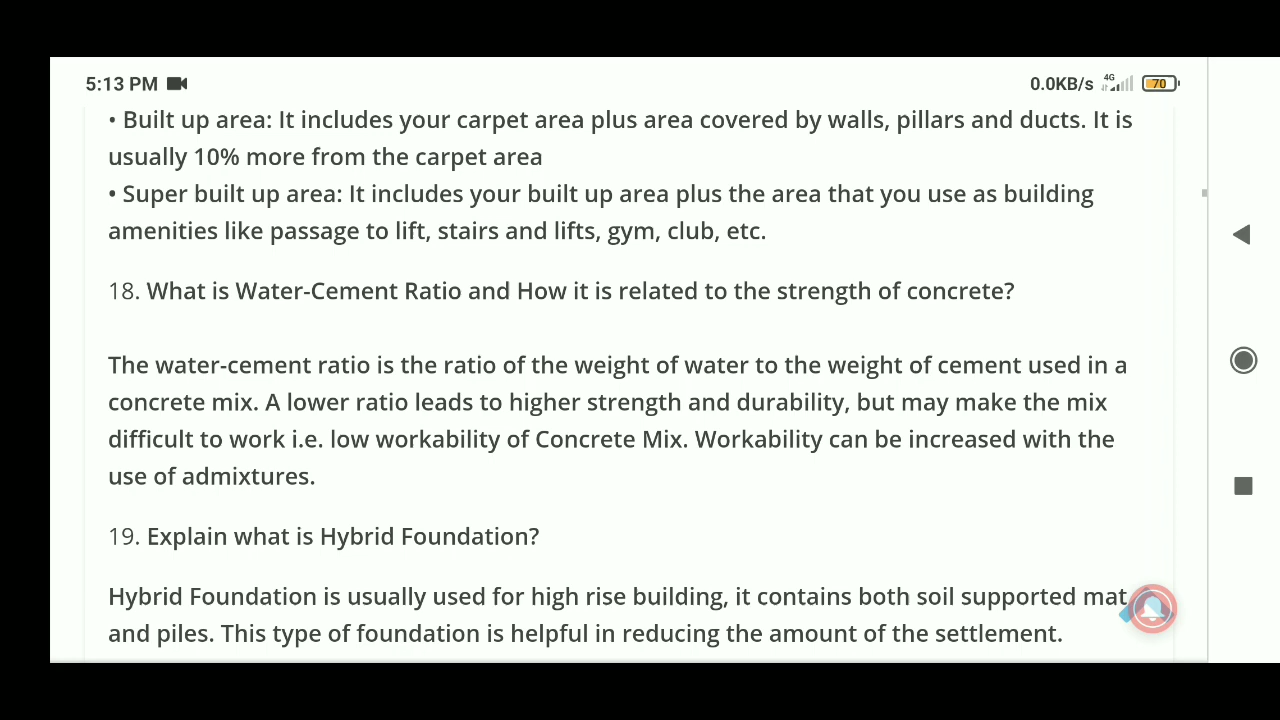 5:13 PM 0.0KB/s 4G 70
• Built up area: It includes your carpet area plus area covered by walls, pillars and ducts. It is
usually 10% more from the carpet area
• Super built up area: It includes your built up area plus the area that you use as building
amenities like passage to lift, stairs and lifts, gym, club, etc.
18. What is Water-Cement Ratio and How it is related to the strength of concrete?
The water-cement ratio is the ratio of the weight of water to the weight of cement used in a
concrete mix. A lower ratio leads to higher strength and durability, but may make the mix
difficult to work i.e. low workability of Concrete Mix. Workability can be increased with the
use of admixtures.
19. Explain what is Hybrid Foundation?
Hybrid Foundation is usually used for high rise building, it contains both soil supported mat
and piles. This type of foundation is helpful in reducing the amount of the settlement.